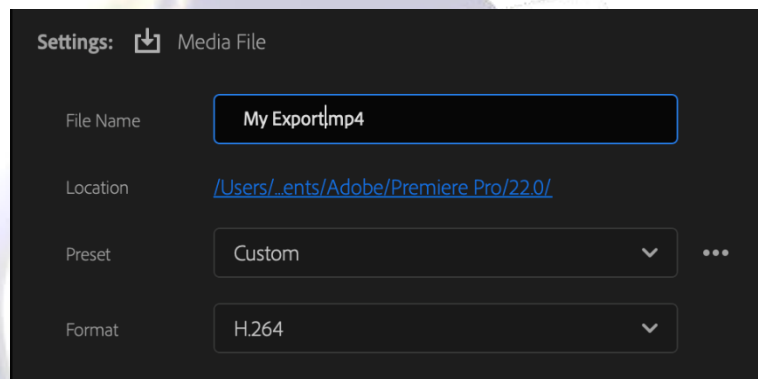 Settings: Media File
File Name My Export.mp4
Location /Users/...ents/Adobe/Premiere Pro/22.0/
Preset Custom
Format H.264